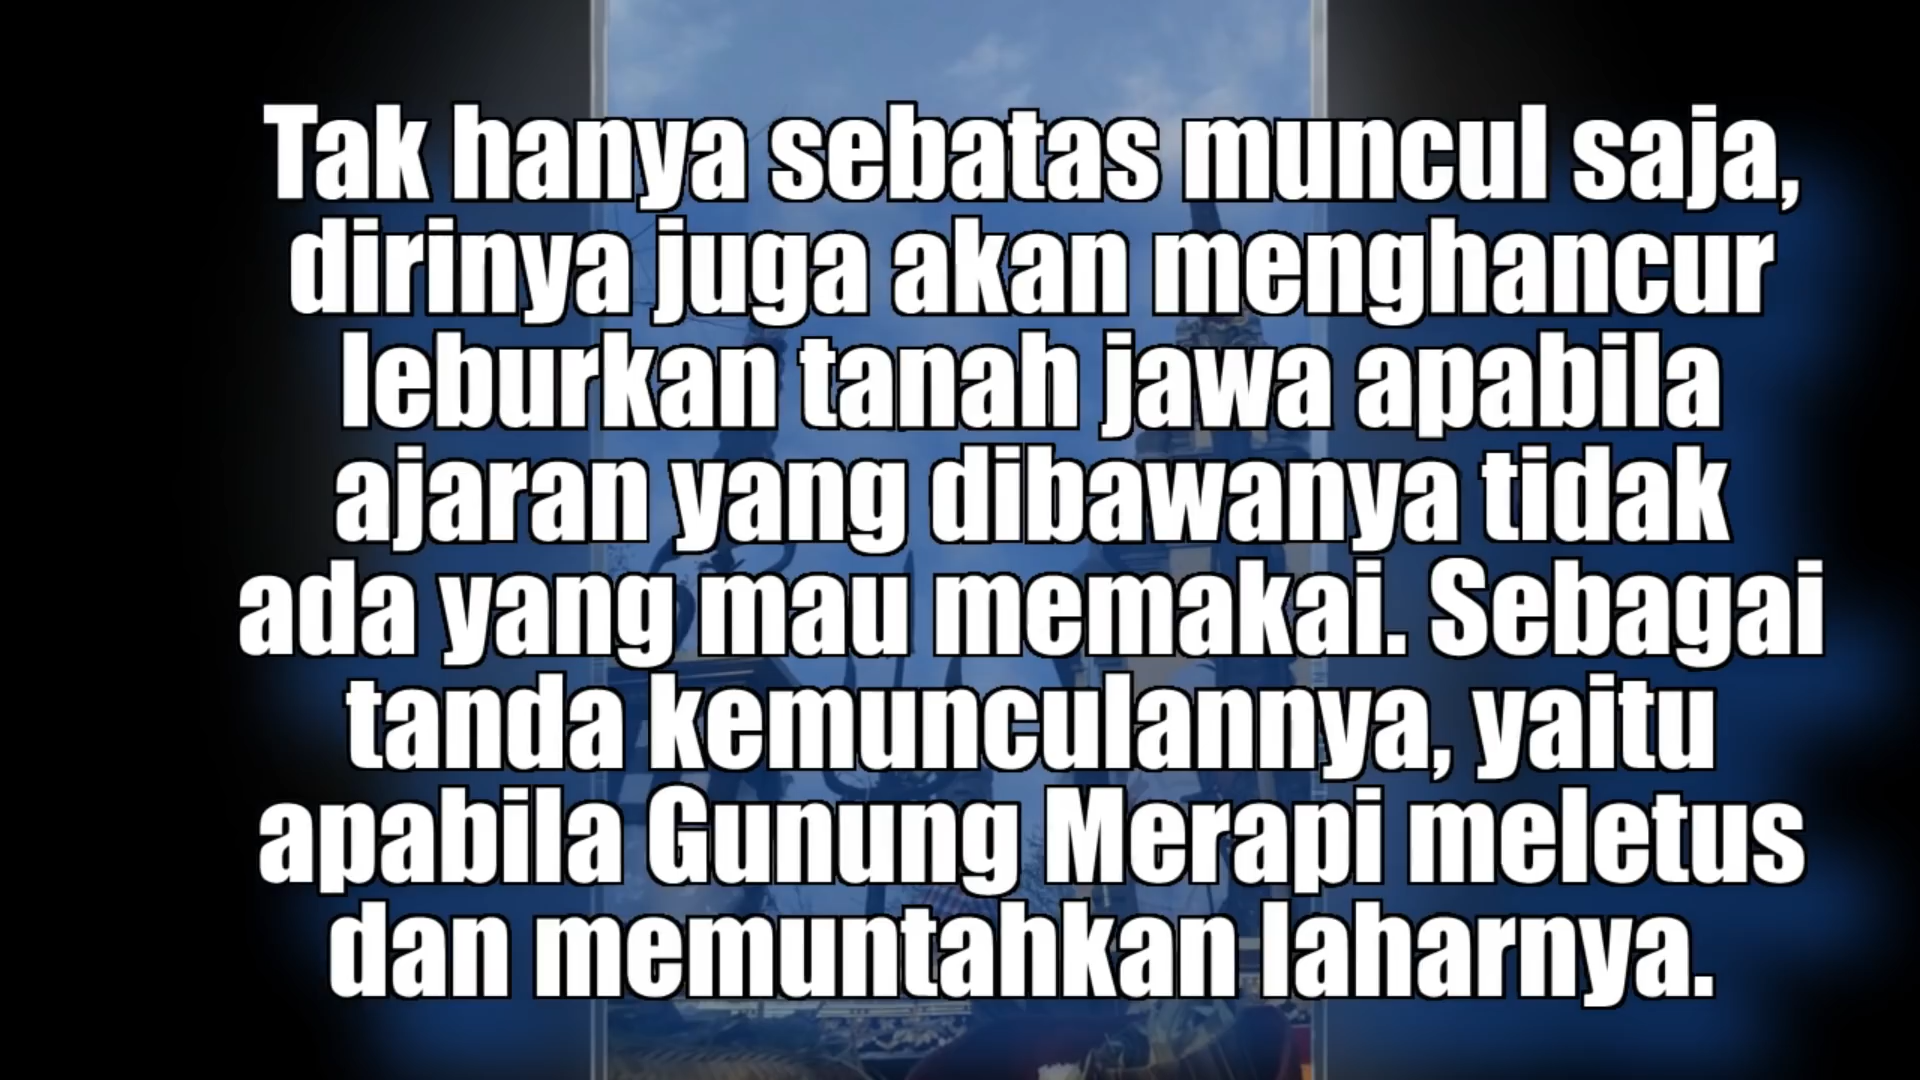 Tak hanya sebatas muncul saja,
dirinya juga akan menghancur
leburkan tanah jawa apabila
ajaran yang dibawanya tidak
ada yang mau memakai. Sebagai
tanda kemunculannya, yaitu
apabila Gunung Merapi meletus
dan memuntahkan laharnya.